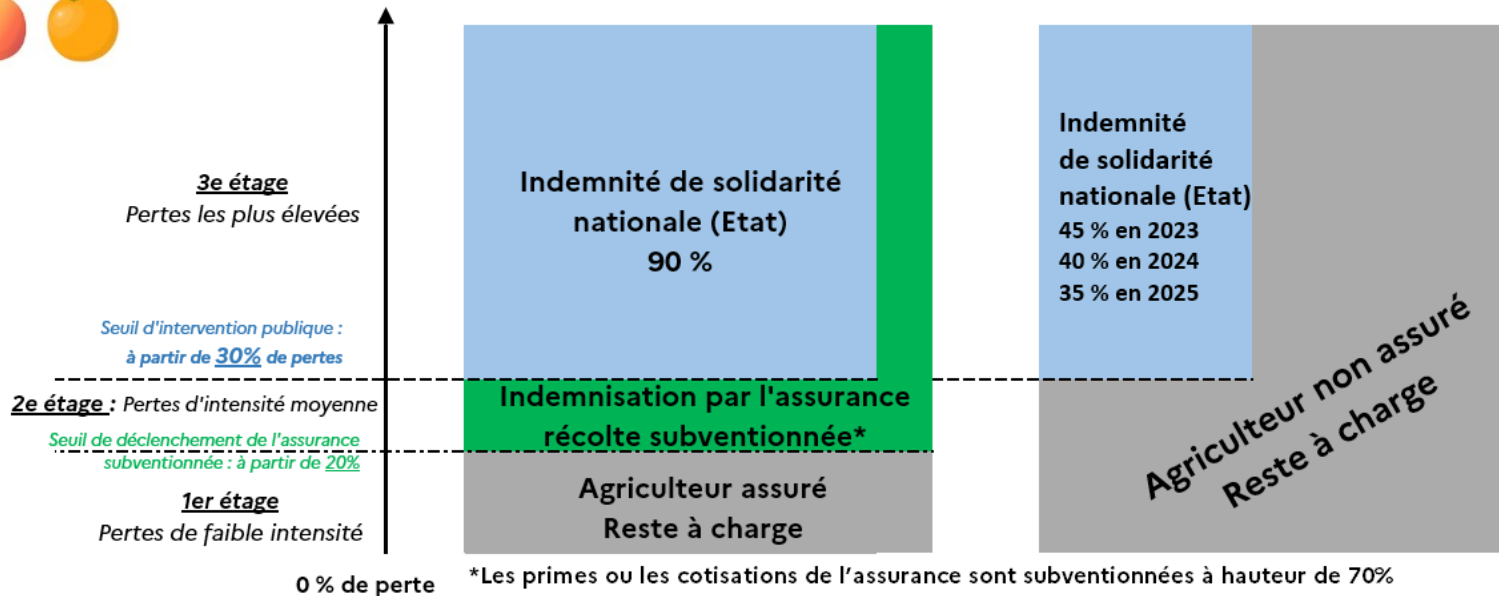 3e étage
Pertes les plus élevées
Seuil d'intervention publique :
à partir de 30% de pertes
2e étage : Pertes d'intensité moyenne
Seuil de déclenchement de l'assurance
subventionnée : à partir de 20%
1er étage
Pertes de faible intensité
0 % de perte
Indemnité de solidarité
nationale (Etat)
90 %
Indemnisation par l'assurance
récolte subventionnée*
Agriculteur assuré
Reste à charge
Indemnité
de solidarité
nationale (Etat)
45 % en 2023
40 % en 2024
35 % en 2025
Agriculteur non assuré
Reste à charge
*Les primes ou les cotisations de l’assurance sont subventionnées à hauteur de 70%